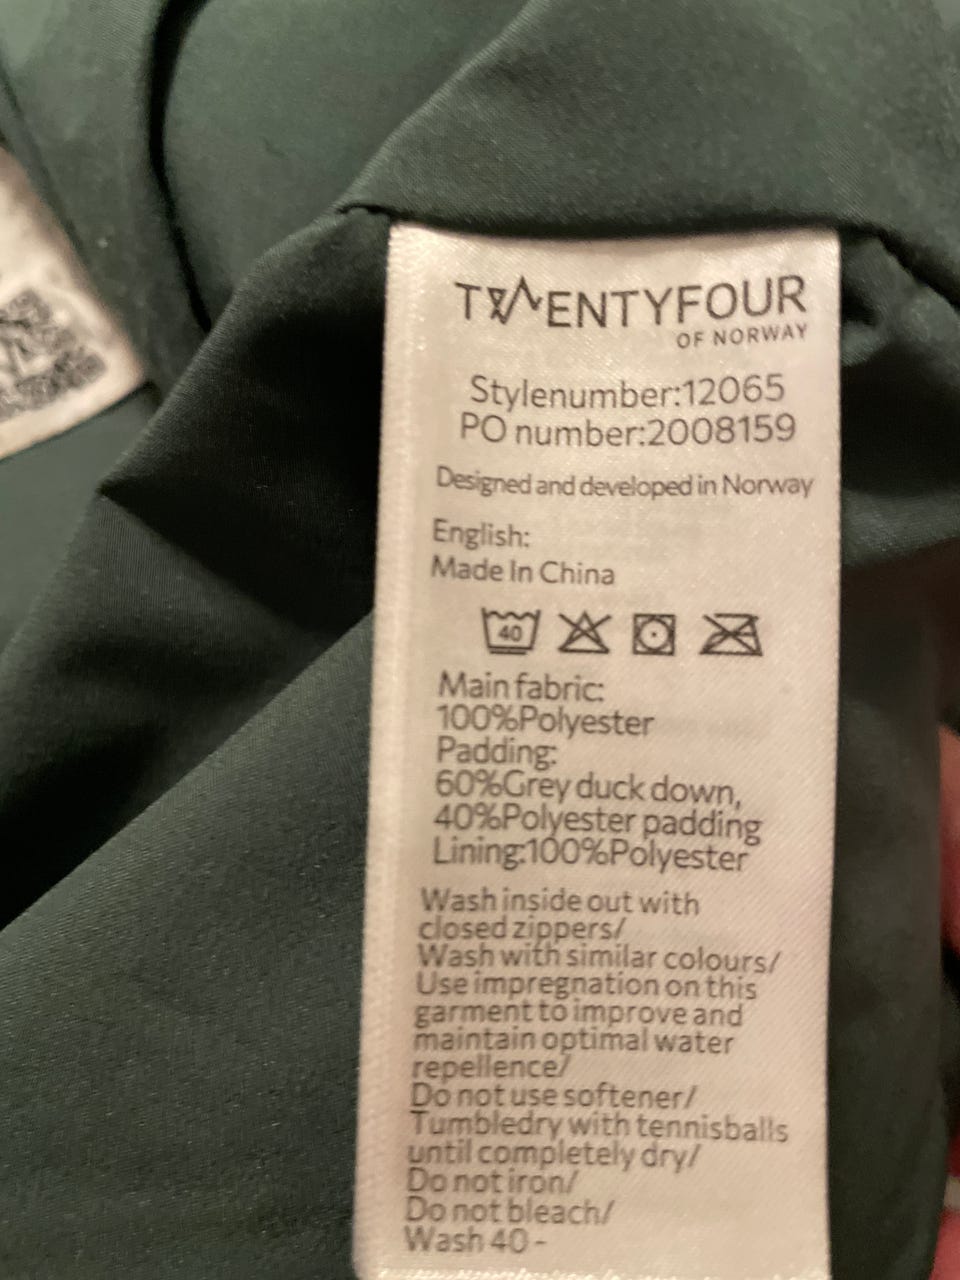 TWENTYFOUR
OF NORWAY
Stylenumber:12065
PO number:2008159
Designed and developed in Norway
English:
Made In China
40
Main fabric:
100%Polyester
Padding:
60%Grey duck down,
40%Polyester padding
Lining:100%Polyester
Wash inside out with
closed zippers/
Wash with similar colours/
Use impregnation on this
garment to improve and
maintain optimal water
repellence/
Do not use softener/
Tumbledry with tennisballs
until completely dry/
Do not iron/
Do not bleach/
Wash 40 -